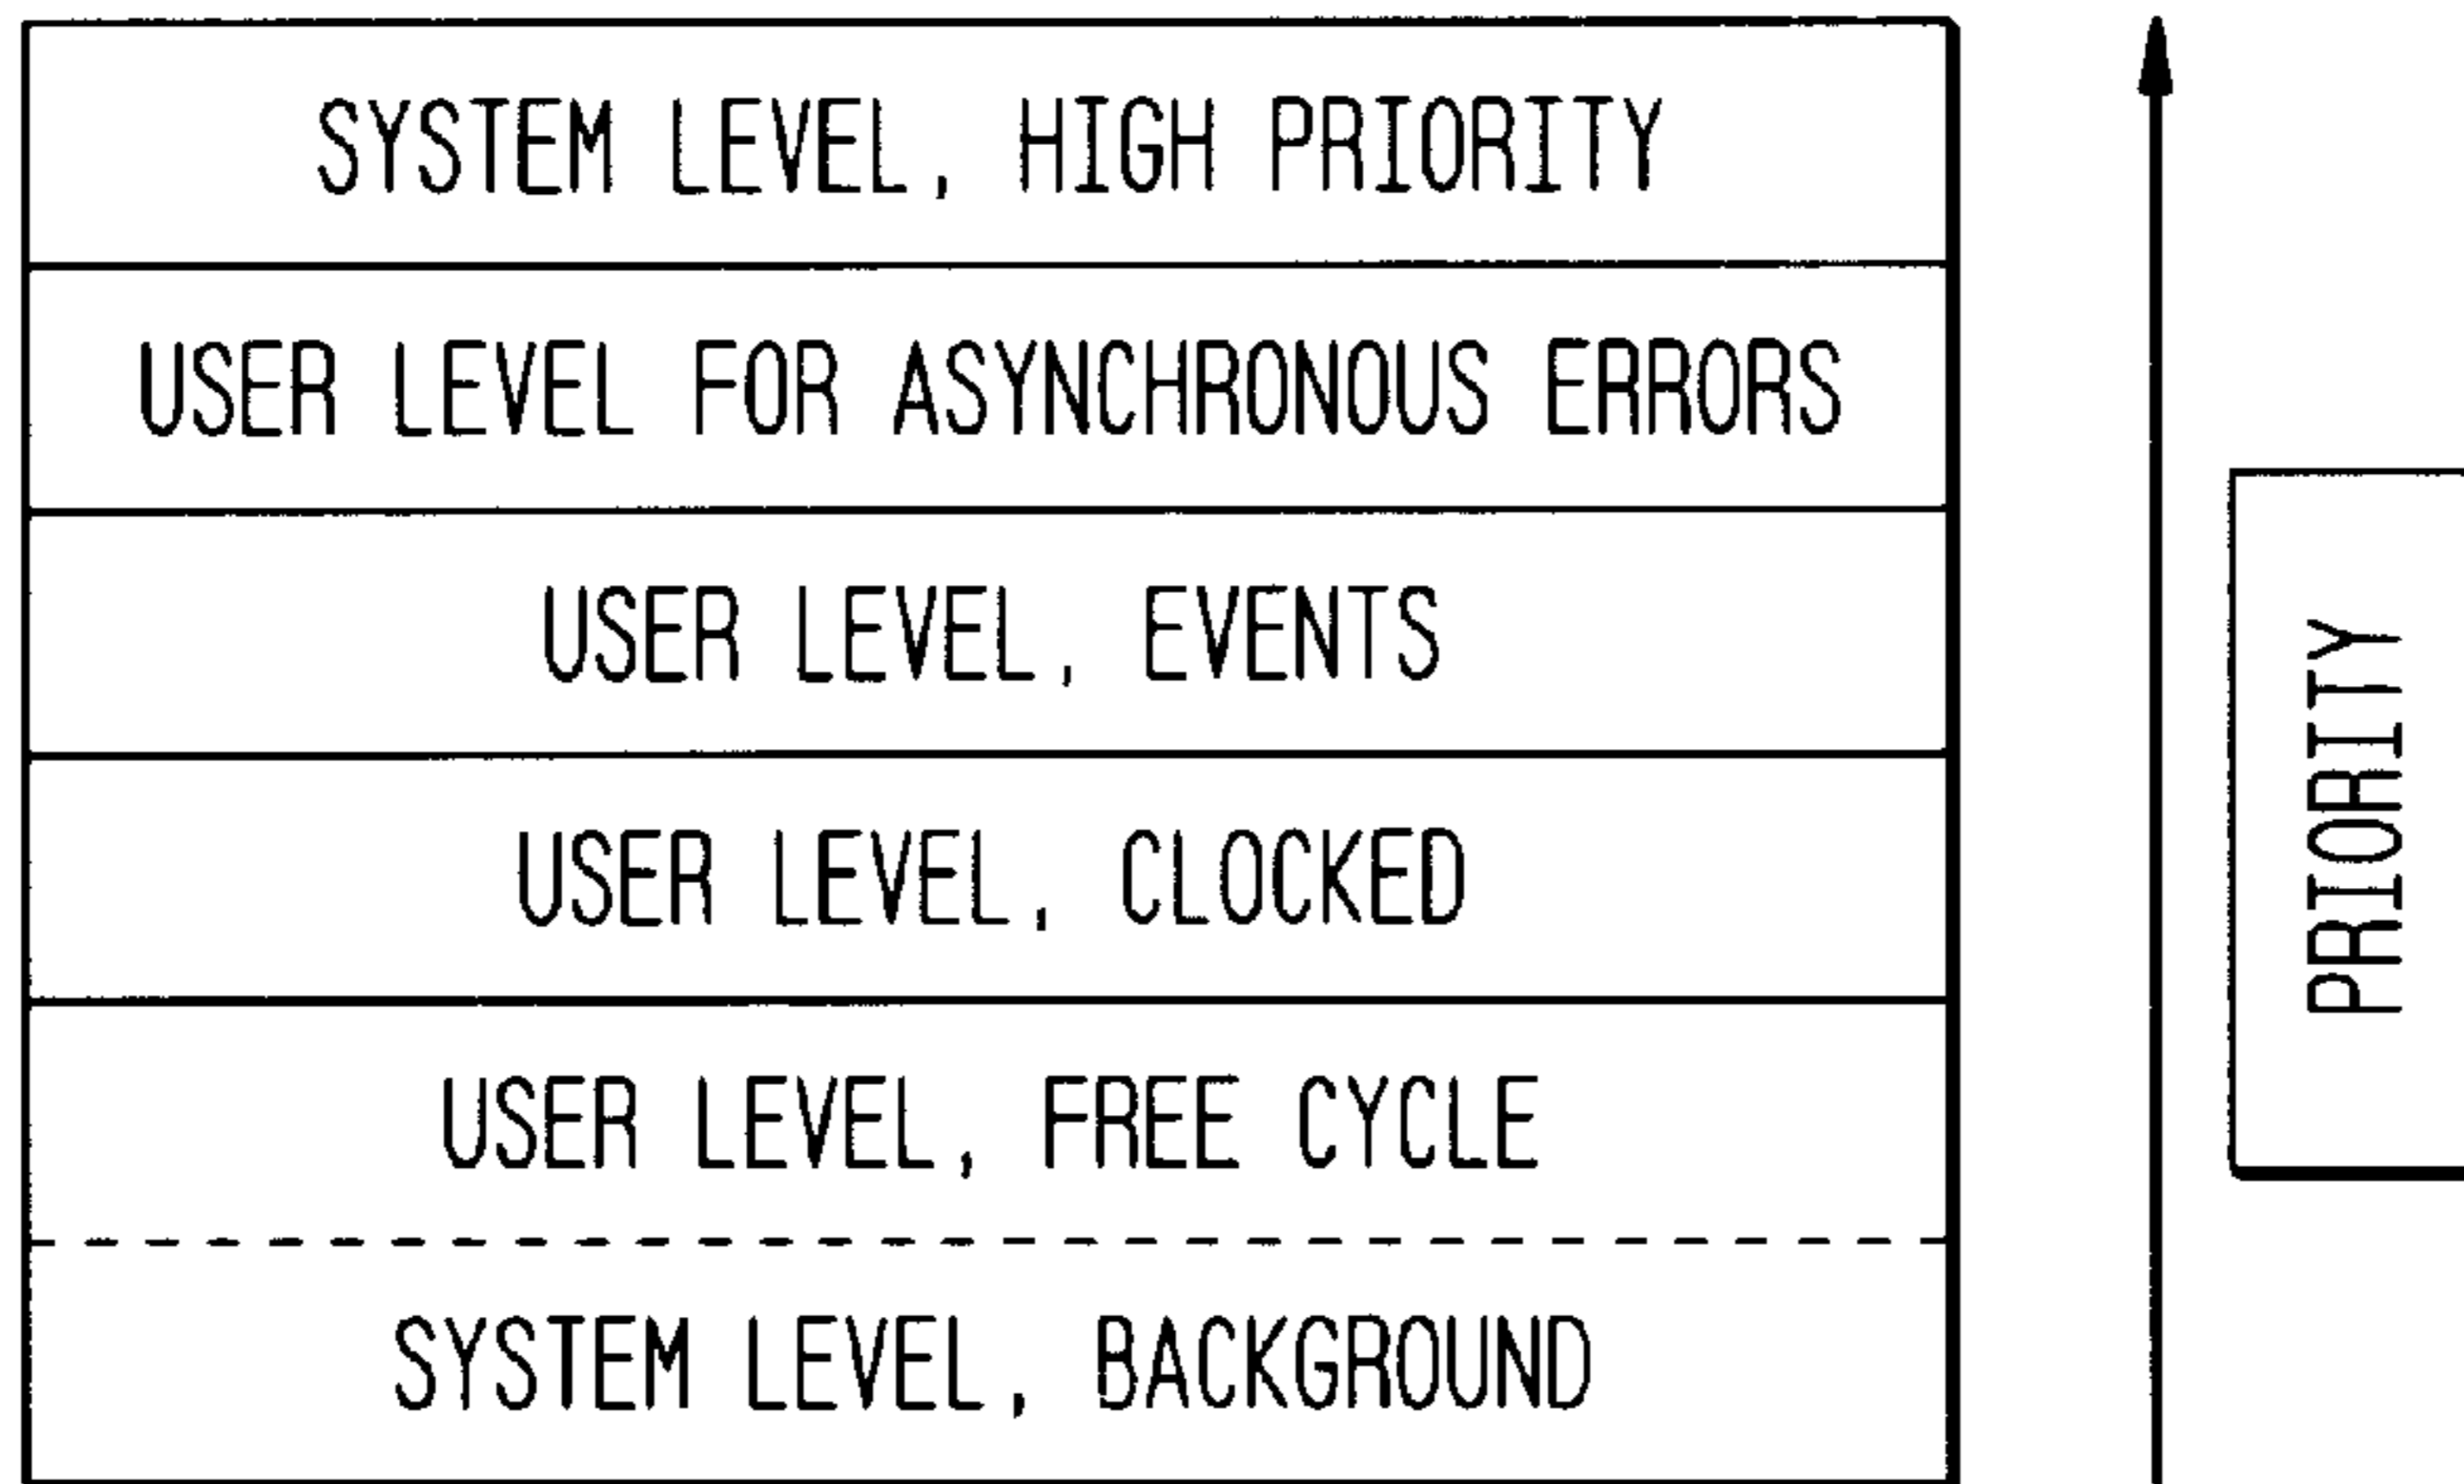 SYSTEM LEVEL, HIGH PRIORITY
USER LEVEL FOR ASYNCHRONOUS ERRORS
USER LEVEL, EVENTS
USER LEVEL, CLOCKED
USER LEVEL, FREE CYCLE
SYSTEM LEVEL, BACKGROUND
PRIORITY